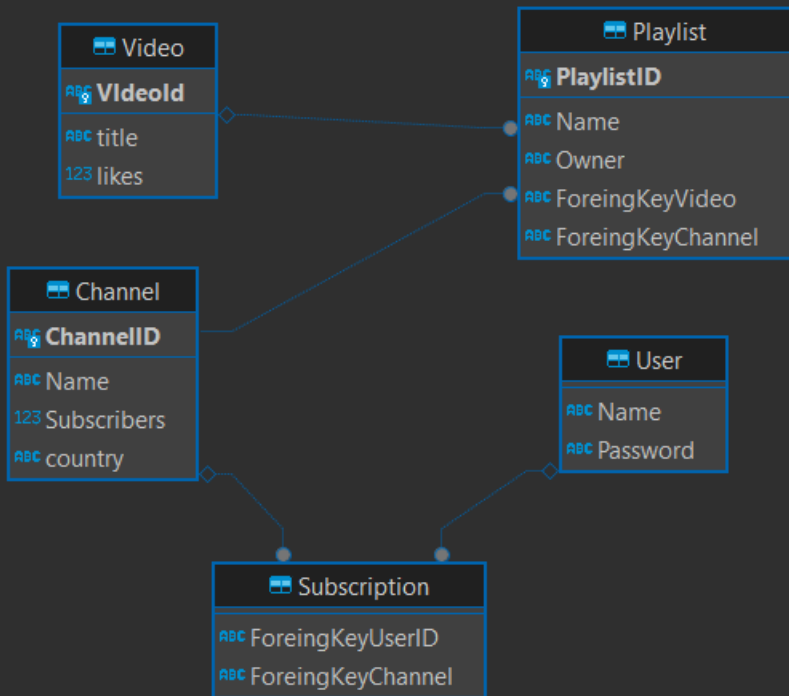 Video
VIdeoId
title
likes
Playlist
PlaylistID
Name
Owner
ForeingKeyVideo
ForeingKeyChannel
Channel
ChannelID
Name
Subscribers
country
User
Name
Password
Subscription
ForeingKeyUserID
ForeingKeyChannel